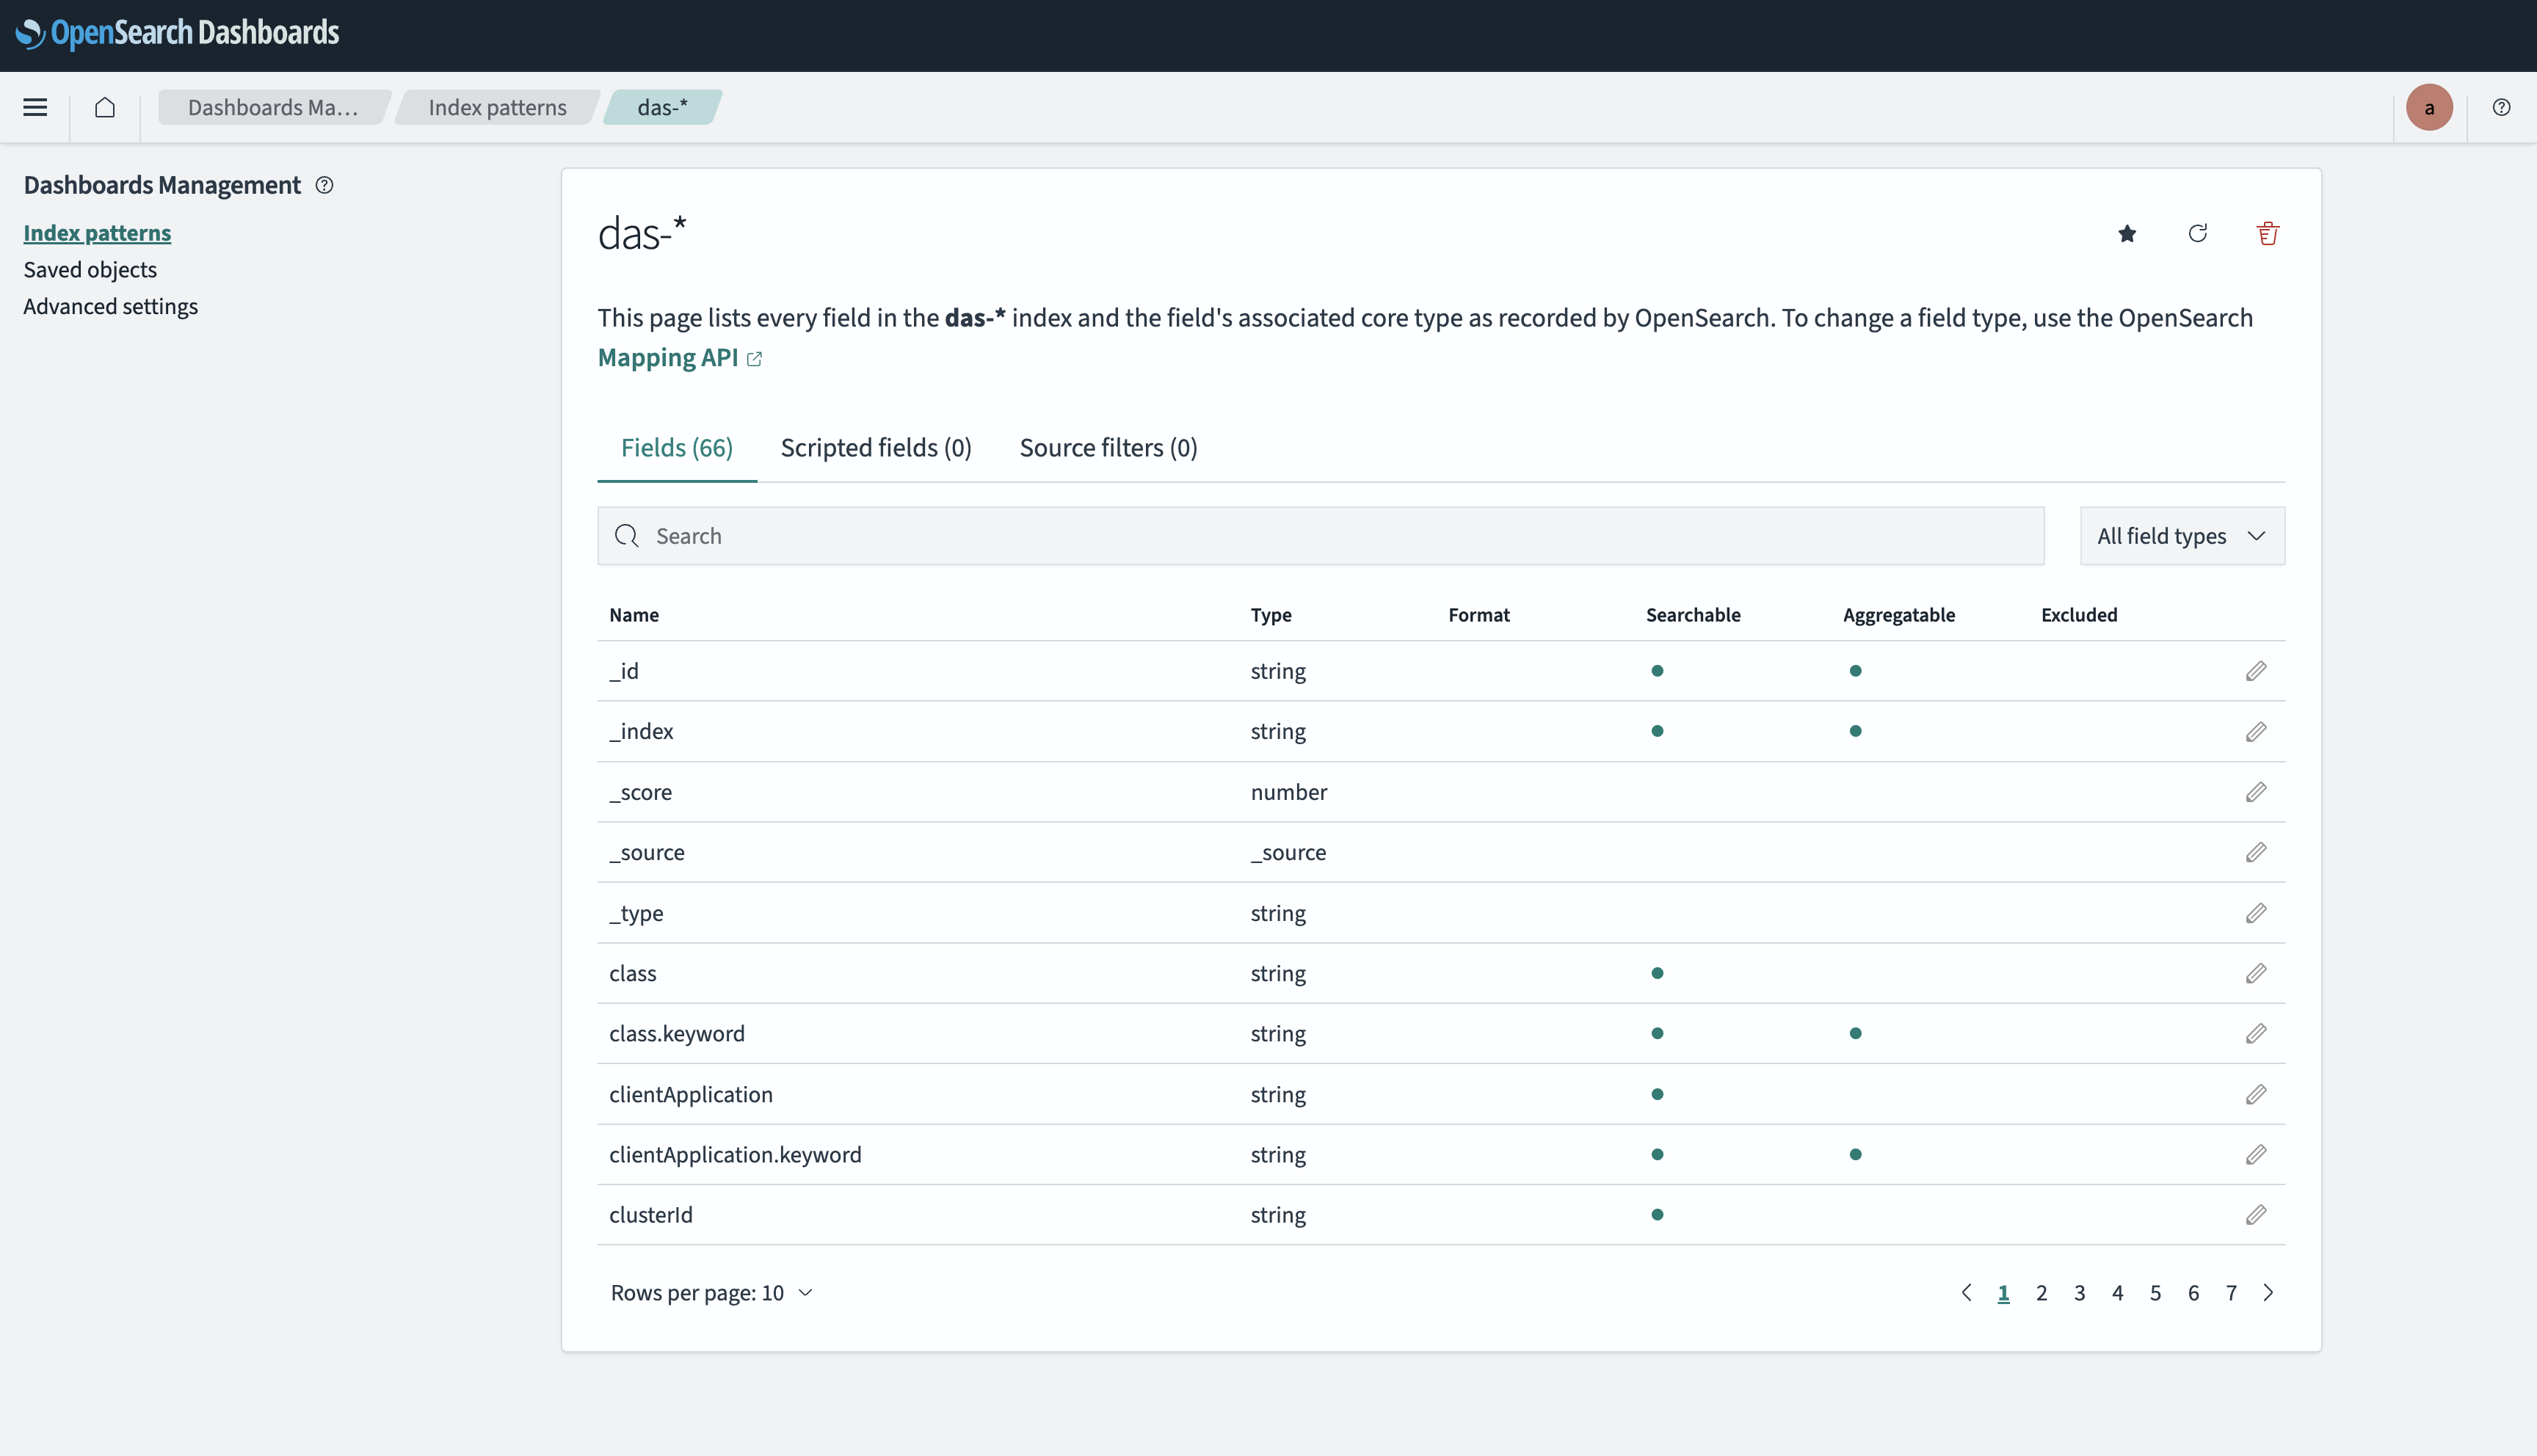 OpenSearch Dashboards
Dashboards Ma...
Index patterns
das-*
a
Dashboards Management
Index patterns
Saved objects
Advanced settings
das-*
This page lists every field in the das-* index and the field's associated core type as recorded by OpenSearch. To change a field type, use the OpenSearch
Mapping API
Fields (66) Scripted fields (0) Source filters (0)
Search
All field types
Name Type Format Searchable Aggregatable Excluded
_id string
_index string
_score number
_source _source
_type string
class string
class.keyword string
clientApplication string
clientApplication.keyword string
clusterId string
Rows per page: 10
1 2 3 4 5 6 7